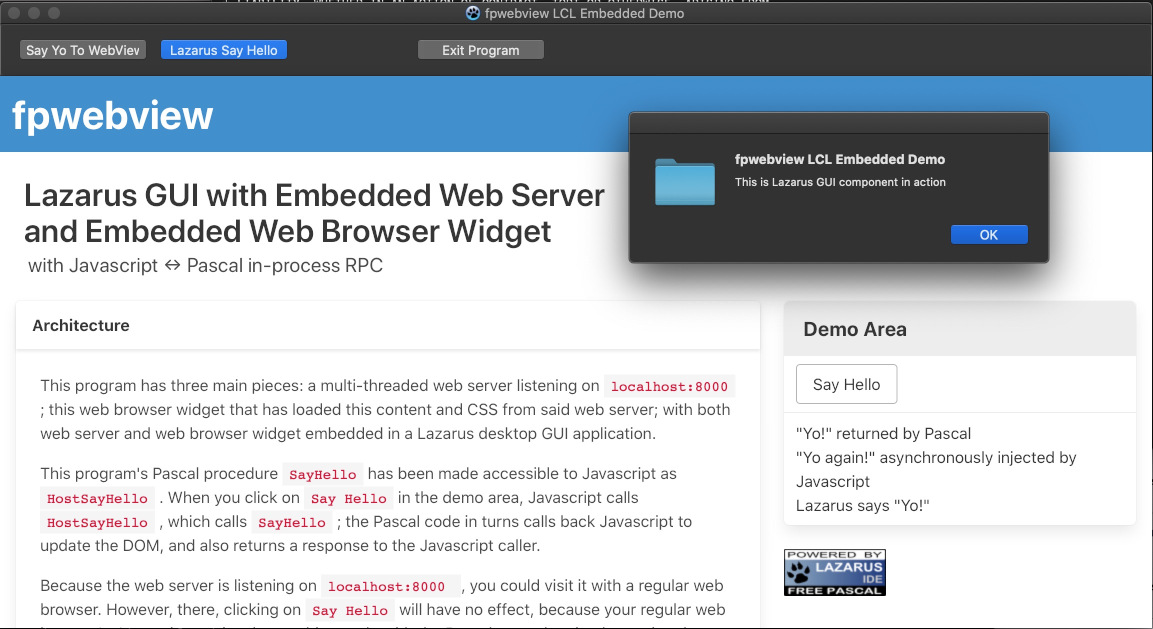 fpwebview LCL Embedded Demo
Say Yo To WebView
Lazarus Say Hello
Exit Program
fpwebview
fpwebview LCL Embedded Demo
This is Lazarus GUI component in action
OK
Lazarus GUI with Embedded Web Server
and Embedded Web Browser Widget
with Javascript <-> Pascal in-process RPC
Architecture
This program has three main pieces: a multi-threaded web server listening on localhost:8000
; this web browser widget that has loaded this content and CSS from said web server; with both
web server and web browser widget embedded in a Lazarus desktop GUI application.
This program's Pascal procedure SayHello has been made accessible to Javascript as
HostSayHello . When you click on Say Hello in the demo area, Javascript calls
HostSayHello , which calls SayHello ; the Pascal code in turns calls back Javascript to
update the DOM, and also returns a response to the Javascript caller.
Because the web server is listening on localhost:8000 , you could visit it with a regular web
browser. However, there, clicking on Say Hello will have no effect, because your regular web
Demo Area
Say Hello
"Yo!" returned by Pascal
"Yo again!" asynchronously injected by
Javascript
Lazarus says "Yo!"
POWERED BY
LAZARUS
IDE
FREE PASCAL